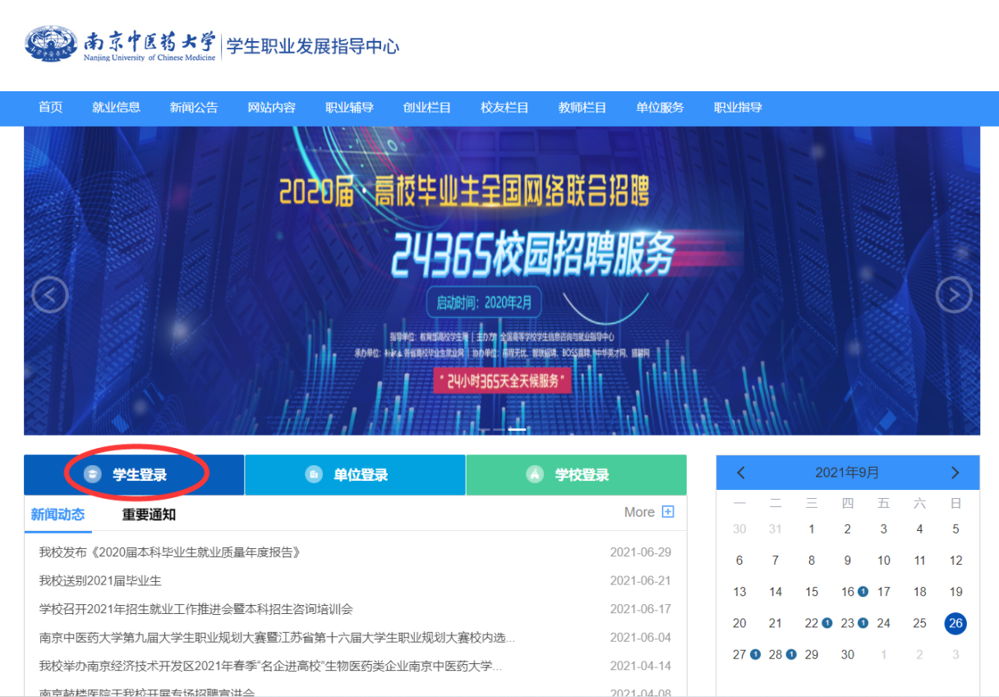 南京中医药大学
Nanjing University of Chinese Medicine
学生职业发展指导中心
首页 就业信息 新闻公告 网站内容 职业辅导 创业栏目 校友栏目 教师栏目 单位服务 职业指导
2020届·高校毕业生全国网络联合招聘
24365校园招聘服务
启动时间：2020年2月
指导单位：教育部高校学生司 | 主办方：全国高等学校学生信息咨询与就业指导中心
承办单位： 各省高校毕业生就业网 | 协办单位：前程无忧、智联招聘、BOSS直聘、中华英才网、猎聘网
“24小时365天全天候服务”
学生登录 单位登录 学校登录
新闻动态 重要通知 More
我校发布《2020届本科毕业生就业质量年度报告》 2021-06-29
我校送别2021届毕业生 2021-06-21
学校召开2021年招生就业工作推进会暨本科招生咨询培训会 2021-06-17
南京中医药大学第九届大学生职业规划大赛暨江苏省第十六届大学生职业规划大赛校内选... 2021-06-04
我校举办南京经济技术开发区2021年春季“名企进高校”生物医药类企业南京中医药大学... 2021-04-14
南京鼓楼医院于我校开展专场招聘宣讲会 2021-04-08
2021年9月
一 二 三 四 五 六 日
30 31 1 2 3 4 5
6 7 8 9 10 11 12
13 14 15 16 1 17 18 19
20 21 22 1 23 1 24 25 26
27 1 28 1 29 30 1 2 3